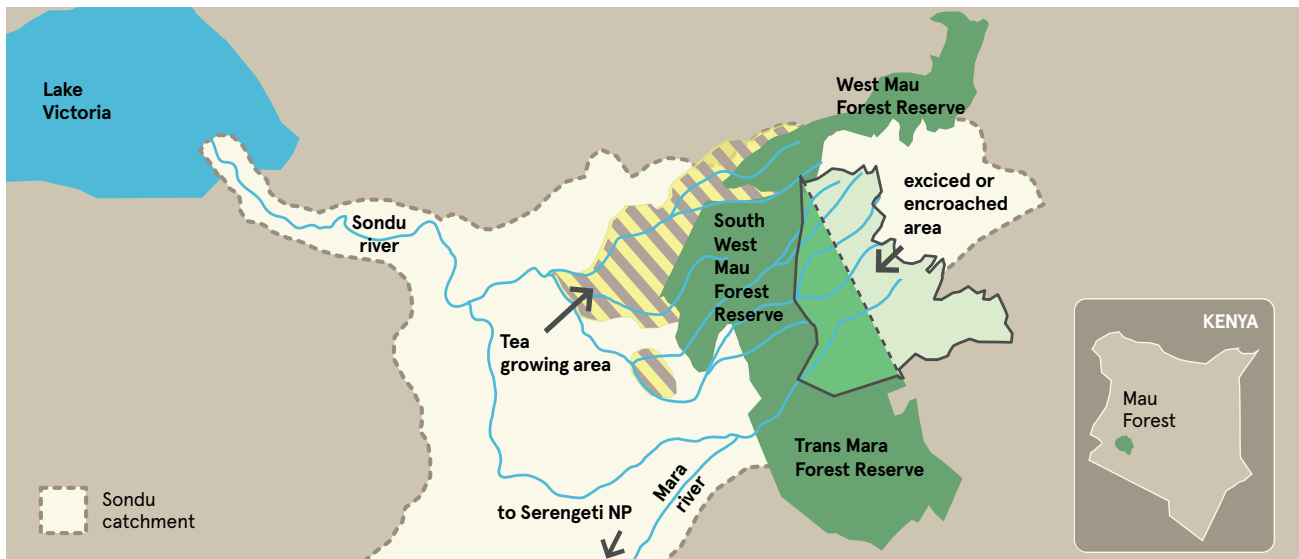 Lake
Victoria
West Mau
Forest Reserve
exciced or
encroached
area
Sondu
river
South
West
Mau
Forest
Reserve
Tea
growing area
KENYA
Mau
Forest
Trans Mara
Forest Reserve
Mara
river
to Serengeti NP
Sondu
catchment